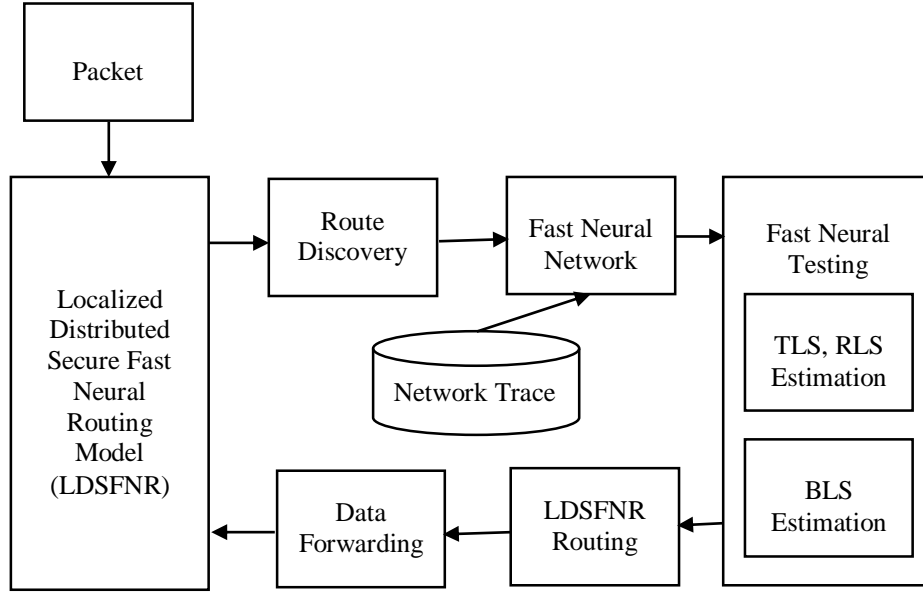 Packet
Localized
Distributed
Secure Fast
Neural
Routing
Model
(LDSFNR)
Route
Discovery
Fast Neural
Network
Fast Neural
Testing
TLS, RLS
Estimation
Network Trace
BLS
Estimation
LDSFNR
Routing
Data
Forwarding